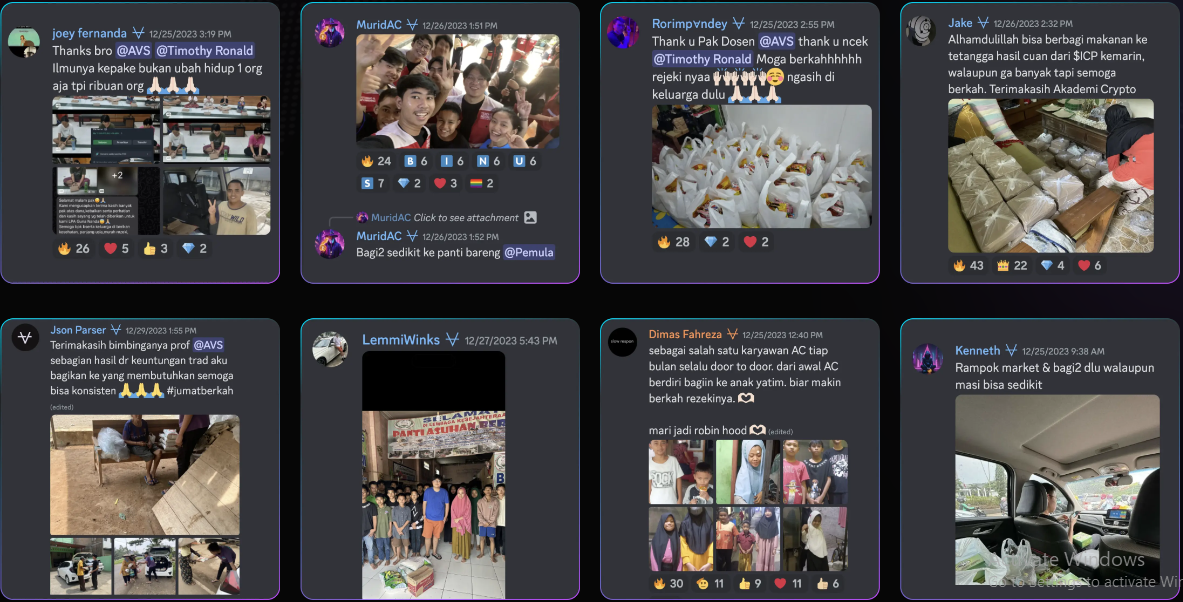 joey fernanda 12/25/2023 3:19 PM
Thanks bro @AVS @Timothy Ronald
Ilmunya kepake bukan ubah hidup 1 org
aja tpi ribuan org 🙏🏻🙏🏻🙏🏻
+2
🔥 26 ❤️ 5 👍 3 💎 2
MuridAC 12/26/2023 1:51 PM
🔥 24 🇧 6 🇮 6 🇳 6 🇺 6
🇸 7 💎 2 ❤️ 3 2
MuridAC Click to see attachment
MuridAC 12/26/2023 1:52 PM
Bagi2 sedikit ke panti bareng @Pemula
Rorimpvndey 12/25/2023 2:55 PM
Thank u Pak Dosen @AVS thank u ncek
@Timothy Ronald Moga berkahhhhhh
rejeki nyaa 🙌🏻🙌🏻🙌🏻🙌🏻☺️ ngasih di
keluarga dulu 🙏🏻🙏🏻🙏🏻
🔥 28 💎 2 ❤️ 2
Jake 12/26/2023 2:32 PM
Alhamdulillah bisa berbagi makanan ke
tetangga hasil cuan dari $ICP kemarin,
walaupun ga banyak tapi semoga
berkah. Terimakasih Akademi Crypto
🔥 43 👑 22 💎 4 ❤️ 6
Json Parser 12/29/2023 1:55 PM
Terimakasih bimbinganya prof @AVS
sebagian hasil dr keuntungan trad aku
bagikan ke yang membutuhkan semoga
bisa konsisten 🙏🙏🙏 #jumatberkah
(edited)
LemmiWinks 12/27/2023 5:43 PM
SELAMA
PANTI ASUHAN
Dimas Fahreza 12/25/2023 12:40 PM
sebagai salah satu karyawan AC tiap
bulan selalu door to door. dari awal AC
berdiri bagiin ke anak yatim. biar makin
berkah rezekinya. 🫶🏻
mari jadi robin hood 🫶🏻 (edited)
🔥 30 🫡 11 👍 9 ❤️ 11 👍🏻 6
Kenneth 12/25/2023 9:38 AM
Rampok market & bagi2 dlu walaupun
masi bisa sedikit
vate Windows
to Settings to activate Wi